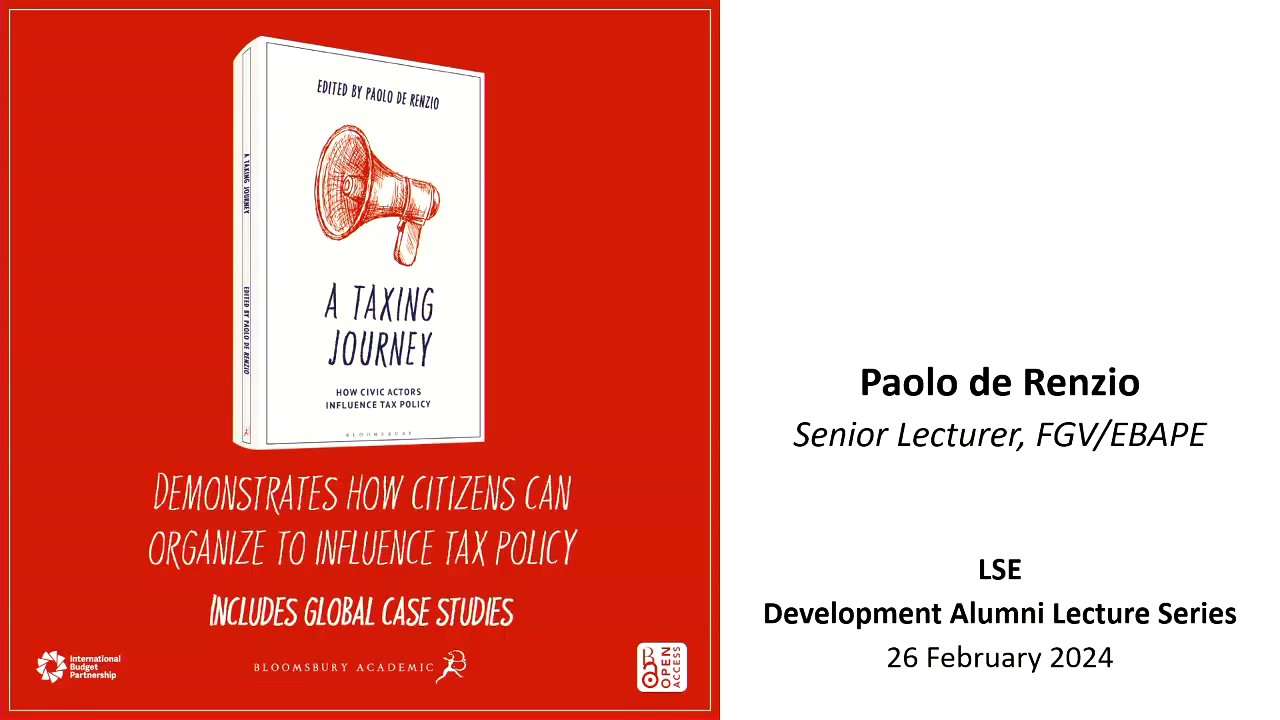 EDITED BY PAOLO DE RENZIO
A TAXING JOURNEY
EDITED BY PAOLO DE RENZIO
A TAXING
JOURNEY
HOW CIVIC ACTORS
INFLUENCE TAX POLICY
BLOOMSBURY
DEMONSTRATES HOW CITIZENS CAN
ORGANIZE TO INFLUENCE TAX POLICY
INCLUDES GLOBAL CASE STUDIES
International
Budget
Partnership
BLOOMSBURY ACADEMIC
OPEN
ACCESS
Paolo de Renzio
Senior Lecturer, FGV/EBAPE
LSE
Development Alumni Lecture Series
26 February 2024